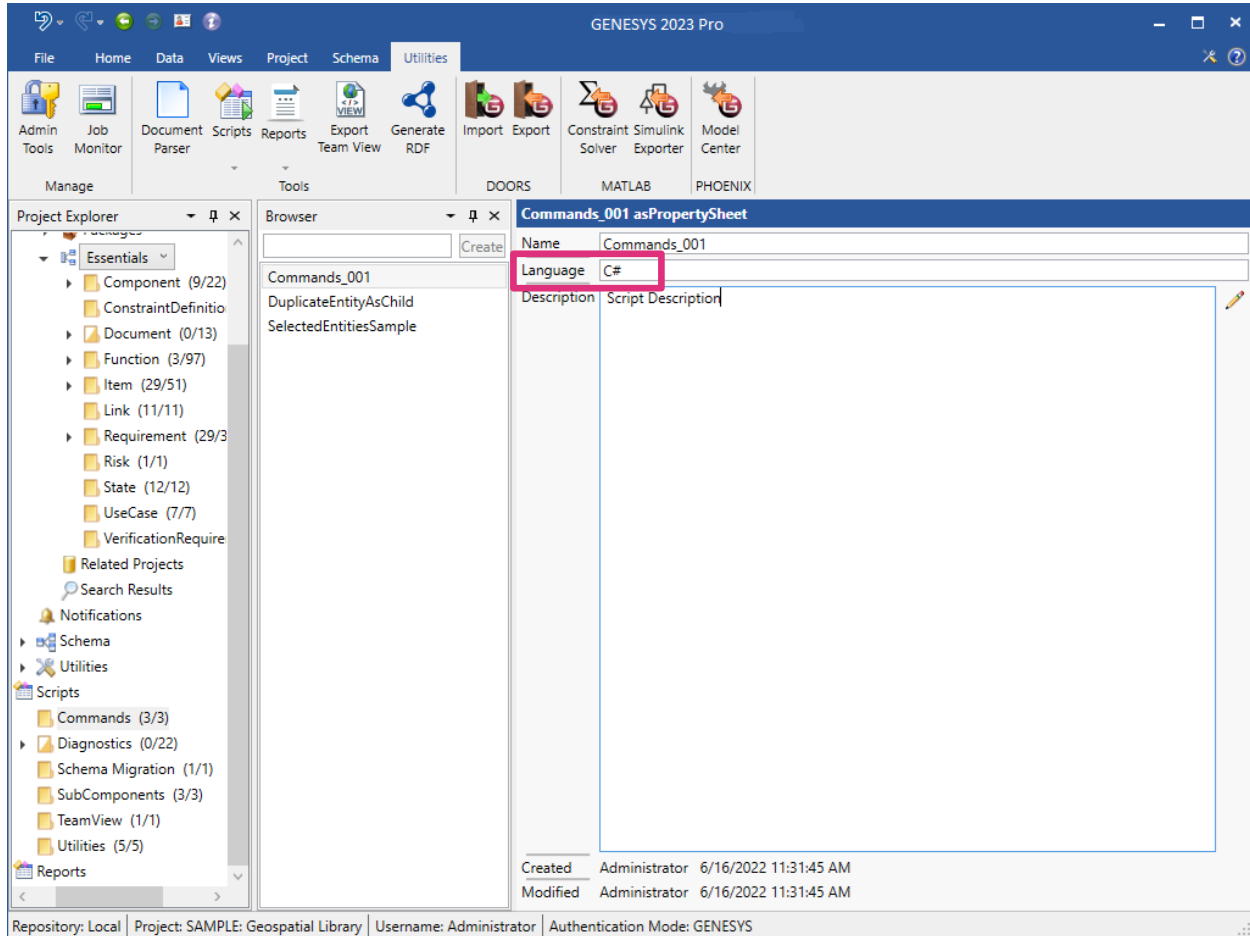 GENESYS 2023 Pro
File Home Data Views Project Schema Utilities
Admin Tools
Job Monitor
Document Parser
Scripts
Reports
</> VIEW
Export Team View
Generate RDF
Import
Export
Constraint Solver
Simulink Exporter
Model Center
Manage
Tools
DOORS
MATLAB
PHOENIX
Project Explorer
Packages
Essentials
Component (9/22)
ConstraintDefinitio
Document (0/13)
Function (3/97)
Item (29/51)
Link (11/11)
Requirement (29/3
Risk (1/1)
State (12/12)
UseCase (7/7)
VerificationRequire
Related Projects
Search Results
Notifications
Schema
Utilities
Scripts
Commands (3/3)
Diagnostics (0/22)
Schema Migration (1/1)
SubComponents (3/3)
TeamView (1/1)
Utilities (5/5)
Reports
Browser
Create
Commands_001
DuplicateEntityAsChild
SelectedEntitiesSample
Commands_001 asPropertySheet
Name Commands_001
Language C#
Description Script Description
Created Administrator 6/16/2022 11:31:45 AM
Modified Administrator 6/16/2022 11:31:45 AM
Repository: Local Project: SAMPLE: Geospatial Library Username: Administrator Authentication Mode: GENESYS